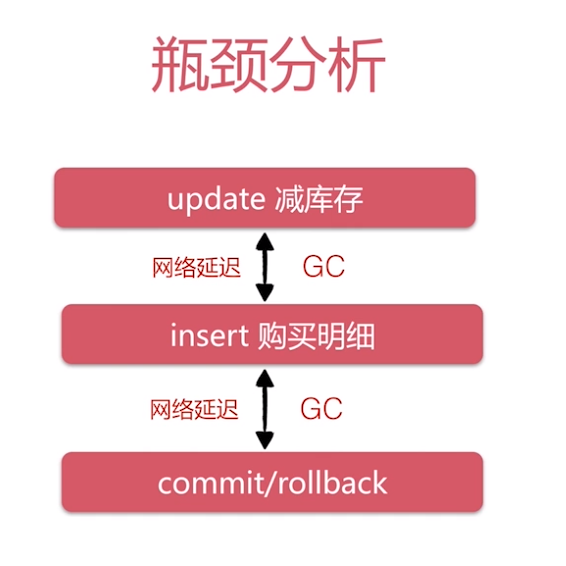 瓶颈分析
update 减库存
网络延迟 GC
insert 购买明细
网络延迟 GC
commit/rollback